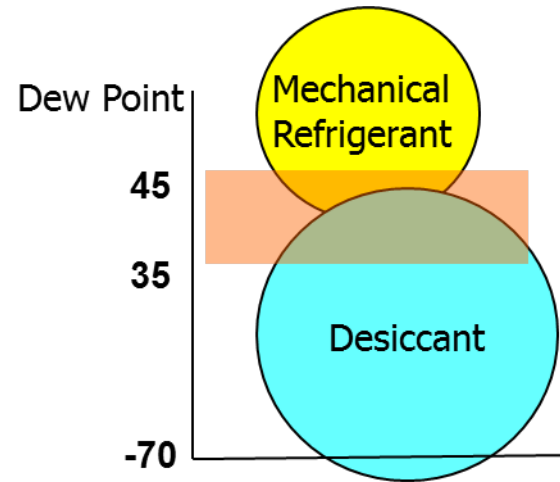 Mechanical
Refrigerant
Dew Point
45
35
Desiccant
-70